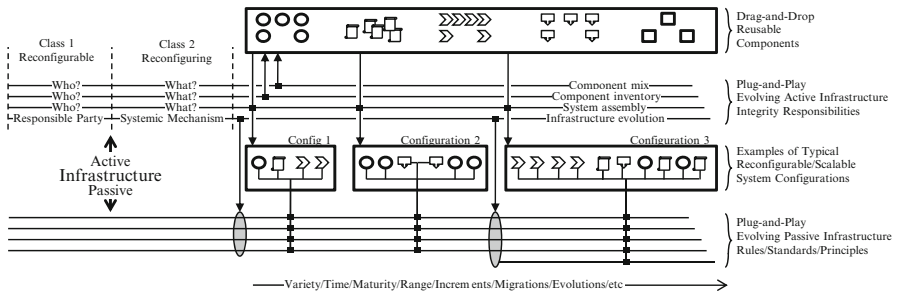 Drag-and-Drop
Reusable
Components
Class 1
Reconfigurable
Class 2
Reconfiguring
Who? What? Component mix
Who? What? Component inventory
Who? What? System assembly
Responsible Party Systemic Mechanism Infrastructure evolution
Plug-and-Play
Evolving Active Infrastructure
Integrity Responsibilities
Config 1
Configuration 2
Configuration 3
Examples of Typical
Reconfigurable/Scalable
System Configurations
Active
Infrastructure
Passive
Plug-and-Play
Evolving Passive Infrastructure
Rules/Standards/Principles
Variety/Time/Maturity/Range/Increm ents/Migrations/Evolutions/etc